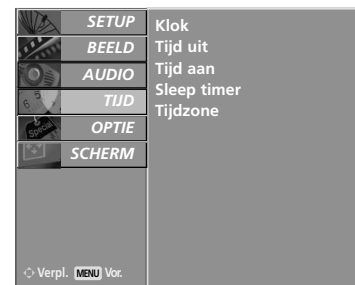 SETUP
BEELD
AUDIO
TIJD
OPTIE
SCHERM
Klok
Tijd uit
Tijd aan
Sleep timer
Tijdzone
Verpl. MENU Vor.